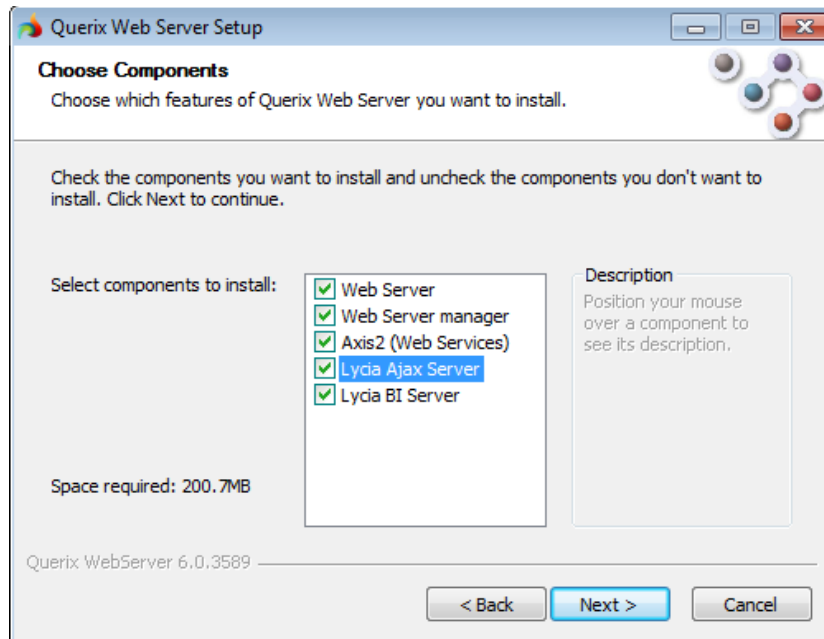 Querix Web Server Setup
Choose Components
Choose which features of Querix Web Server you want to install.
Check the components you want to install and uncheck the components you don't want to
install. Click Next to continue.
Select components to install:
Web Server
Web Server manager
Axis2 (Web Services)
Lycia Ajax Server
Lycia BI Server
Description
Position your mouse
over a component to
see its description.
Space required: 200.7MB
Querix WebServer 6.0.3589
< Back
Next >
Cancel